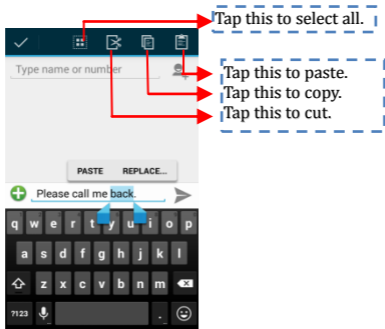 Tap this to select all.
Type name or number
Tap this to paste.
Tap this to copy.
Tap this to cut.
PASTE REPLACE...
Please call me back.
q w e r t y u i o p
a s d f g h j k l
z x c v b n m
?123 .